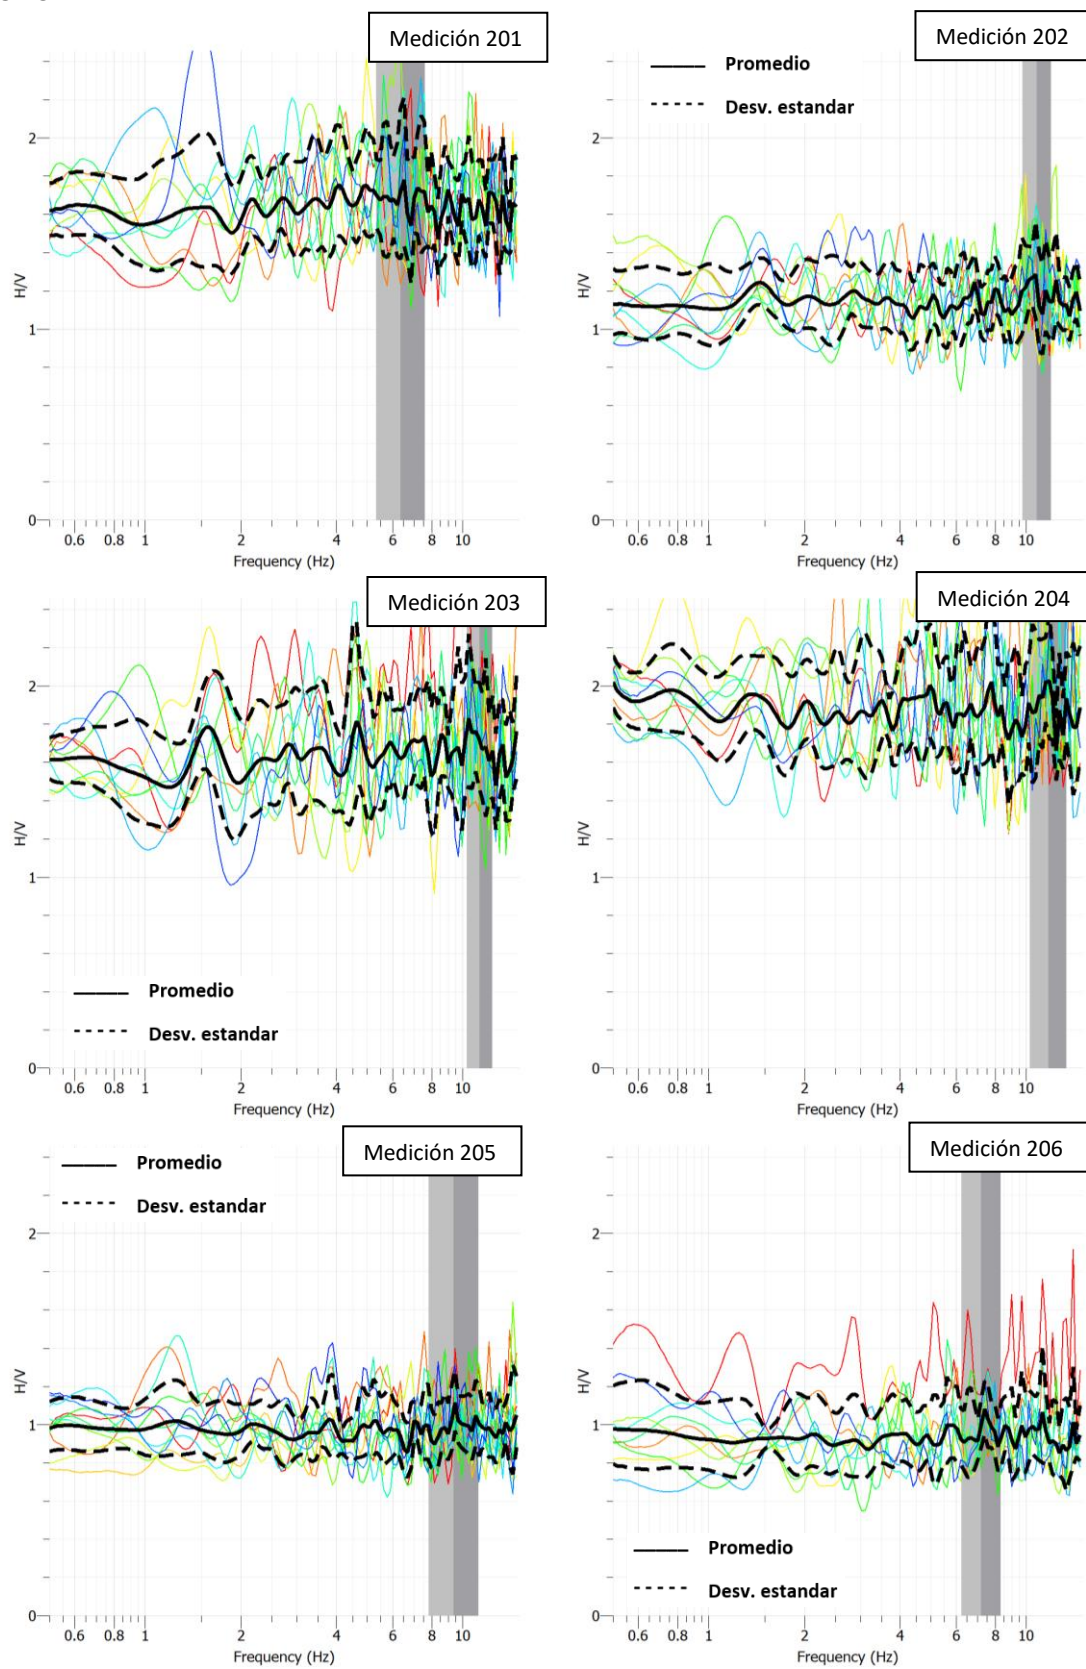 Medición 201
H/V
2
1
0
0.6 0.8 1 2 4 6 8 10
Frequency (Hz)
Medición 202
Promedio
Desv. estandar
H/V
2
1
0
0.6 0.8 1 2 4 6 8 10
Frequency (Hz)
Medición 203
H/V
2
1
0
Promedio
Desv. estandar
0.6 0.8 1 2 4 6 8 10
Frequency (Hz)
Medición 204
H/V
2
1
0
0.6 0.8 1 2 4 6 8 10
Frequency (Hz)
Medición 205
Promedio
Desv. estandar
H/V
2
1
0
0.6 0.8 1 2 4 6 8 10
Frequency (Hz)
Medición 206
H/V
2
1
0
Promedio
Desv. estandar
0.6 0.8 1 2 4 6 8 10
Frequency (Hz)